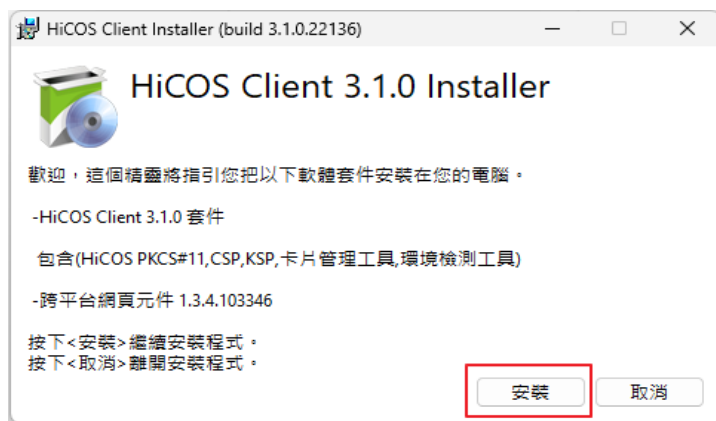 HiCOS Client Installer (build 3.1.0.22136)
HiCOS Client 3.1.0 Installer
歡迎，這個精靈將指引您把以下軟體套件安裝在您的電腦。
-HiCOS Client 3.1.0 套件
包含(HiCOS PKCS#11,CSP,KSP,卡片管理工具,環境檢測工具)
-跨平台網頁元件 1.3.4.103346
按下<安裝>繼續安裝程式。
按下<取消>離開安裝程式。
安裝
取消